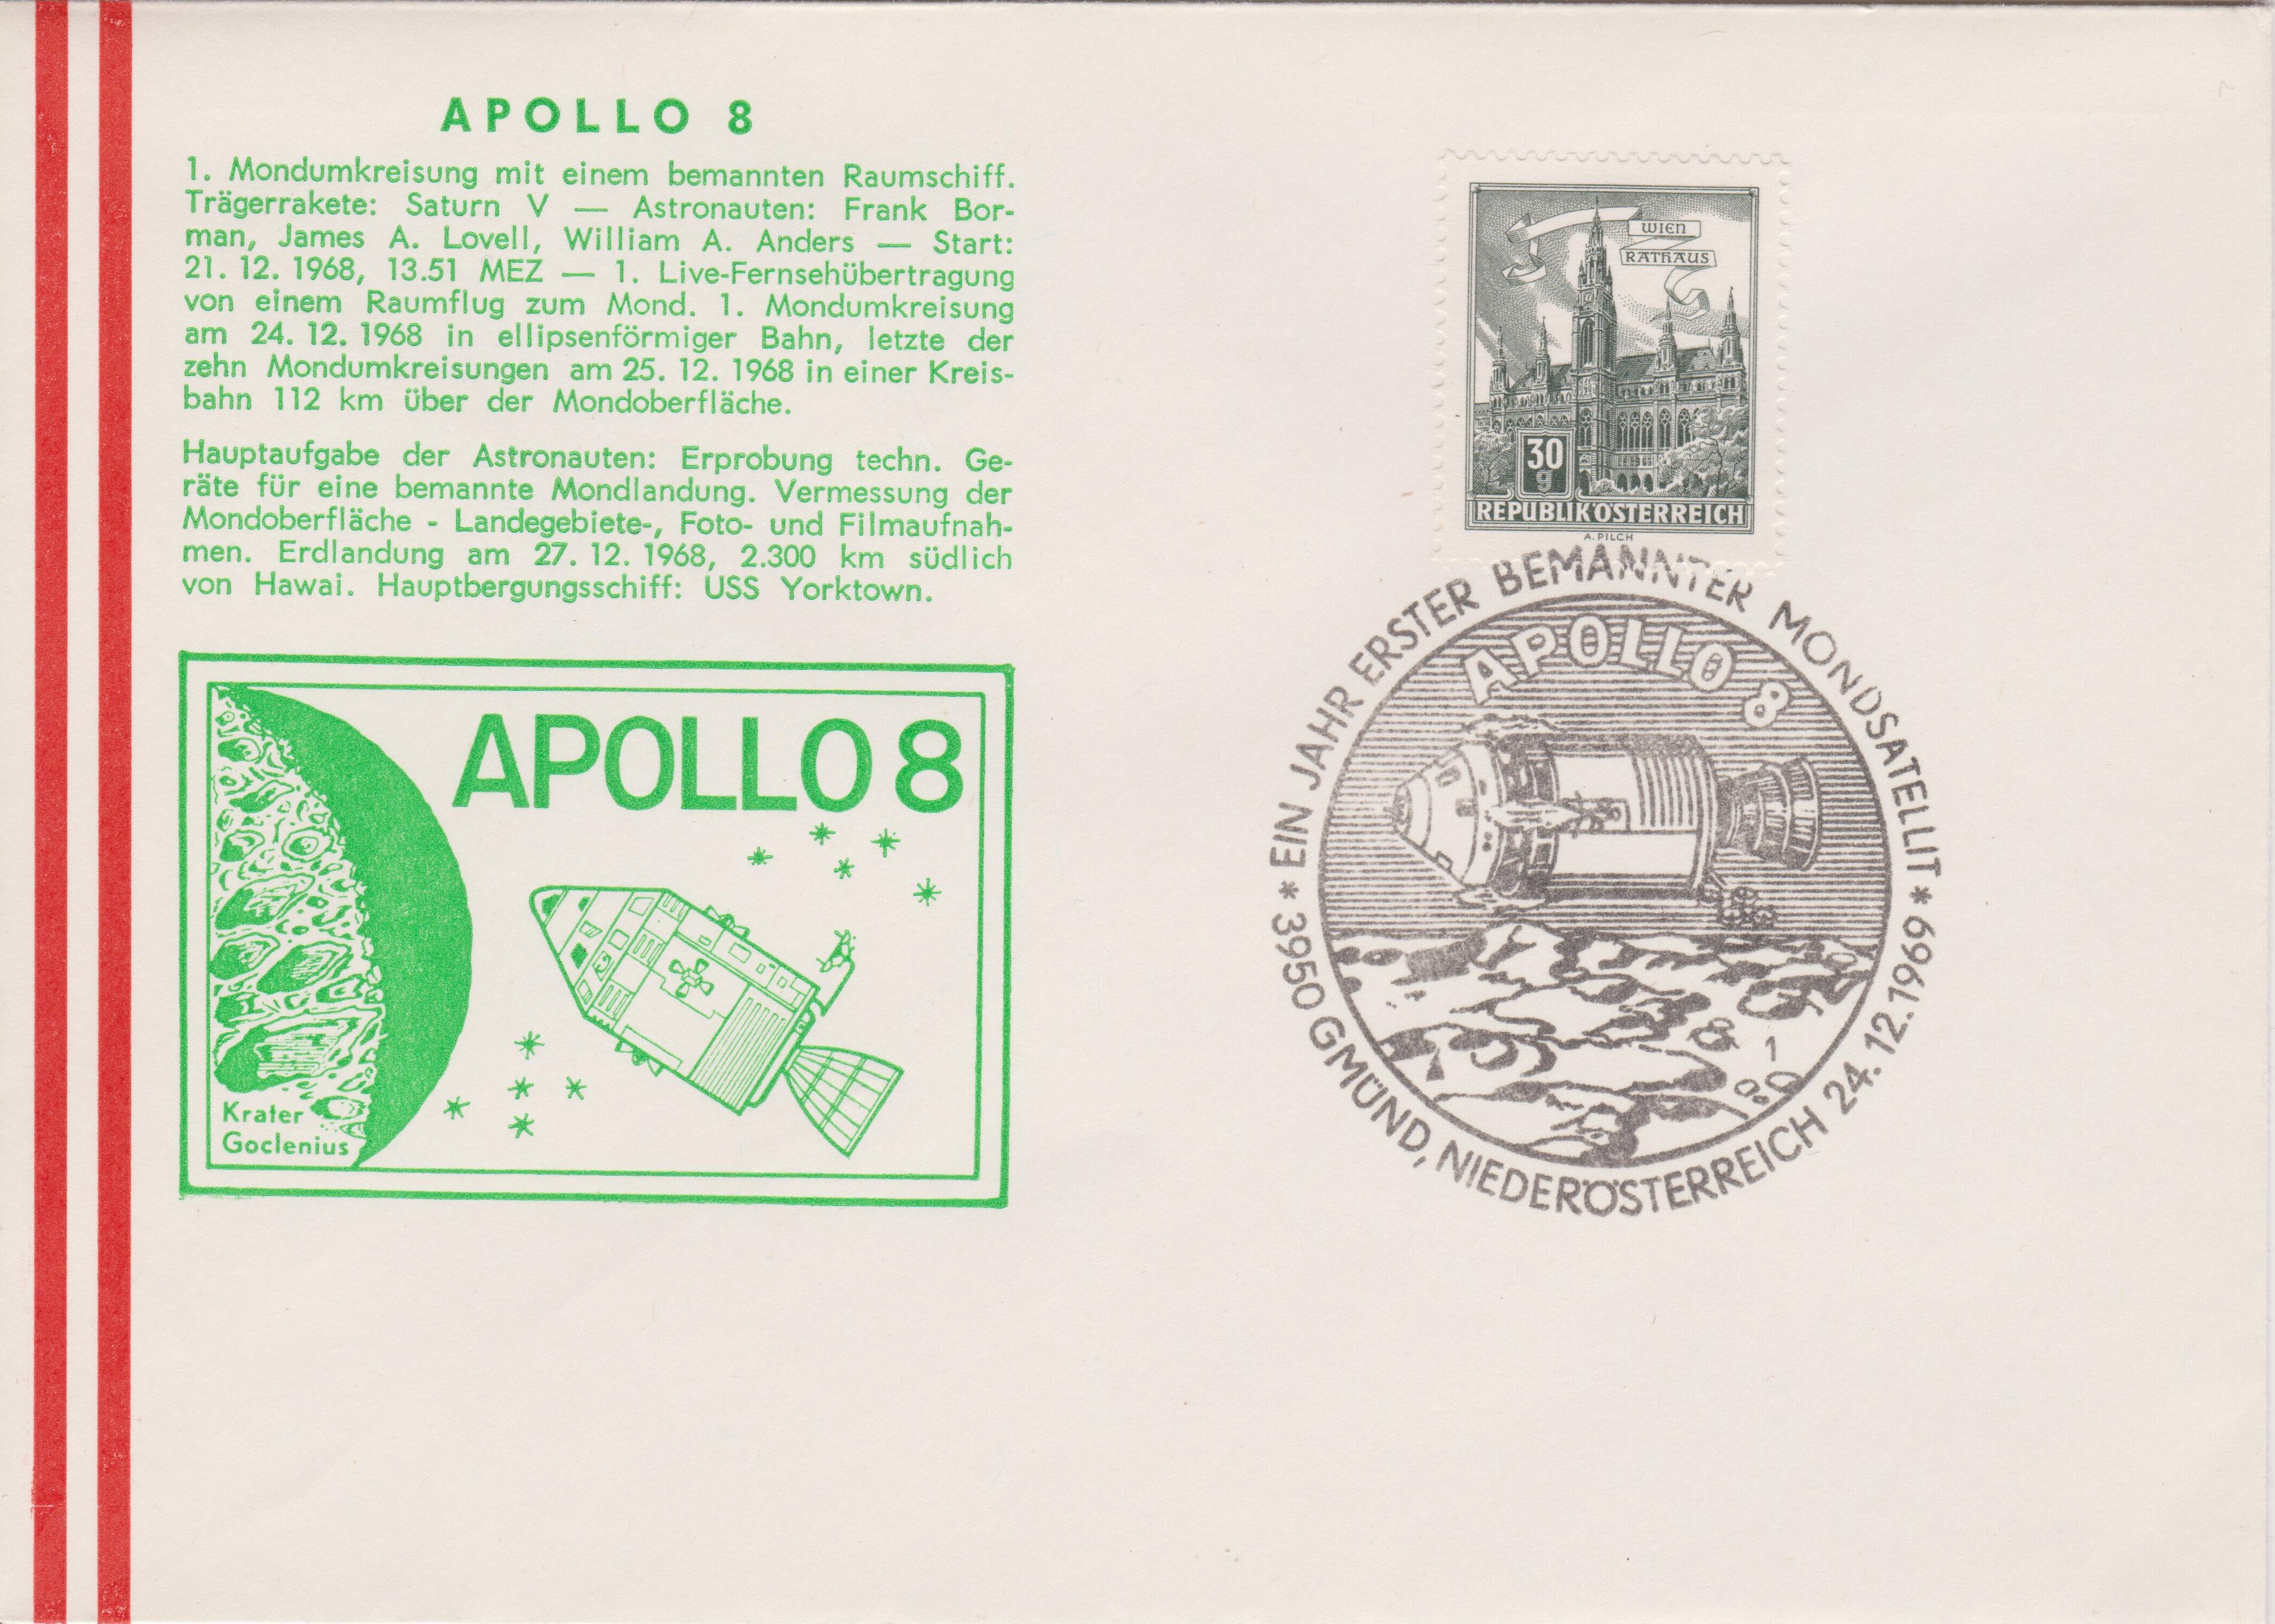 APOLLO 8
1. Mondumkreisung mit einem bemannten Raumschiff.
Trägerrakete: Saturn V — Astronauten: Frank Bor-
man, James A. Lovell, William A. Anders — Start:
21. 12. 1968, 13.51 MEZ — 1. Live-Fernsehübertragung
von einem Raumflug zum Mond. 1. Mondumkreisung
am 24. 12. 1968 in ellipsenförmiger Bahn, letzte der
zehn Mondumkreisungen am 25. 12. 1968 in einer Kreis-
bahn 112 km über der Mondoberfläche.
Hauptaufgabe der Astronauten: Erprobung techn. Ge-
räte für eine bemannte Mondlandung. Vermessung der
Mondoberfläche - Landegebiete-, Foto- und Filmaufnah-
men. Erdlandung am 27. 12. 1968, 2.300 km südlich
von Hawai. Hauptbergungsschiff: USS Yorktown.
APOLLO 8
Krater
Goclenius
WIEN
RATHAUS
30
g
REPUBLIK ÖSTERREICH
A. PILCH
* EIN JAHR ERSTER BEMANNTER MONDSATELLIT *
APOLLO 8
1
3950 GMÜND, NIEDERÖSTERREICH 24.12.1969